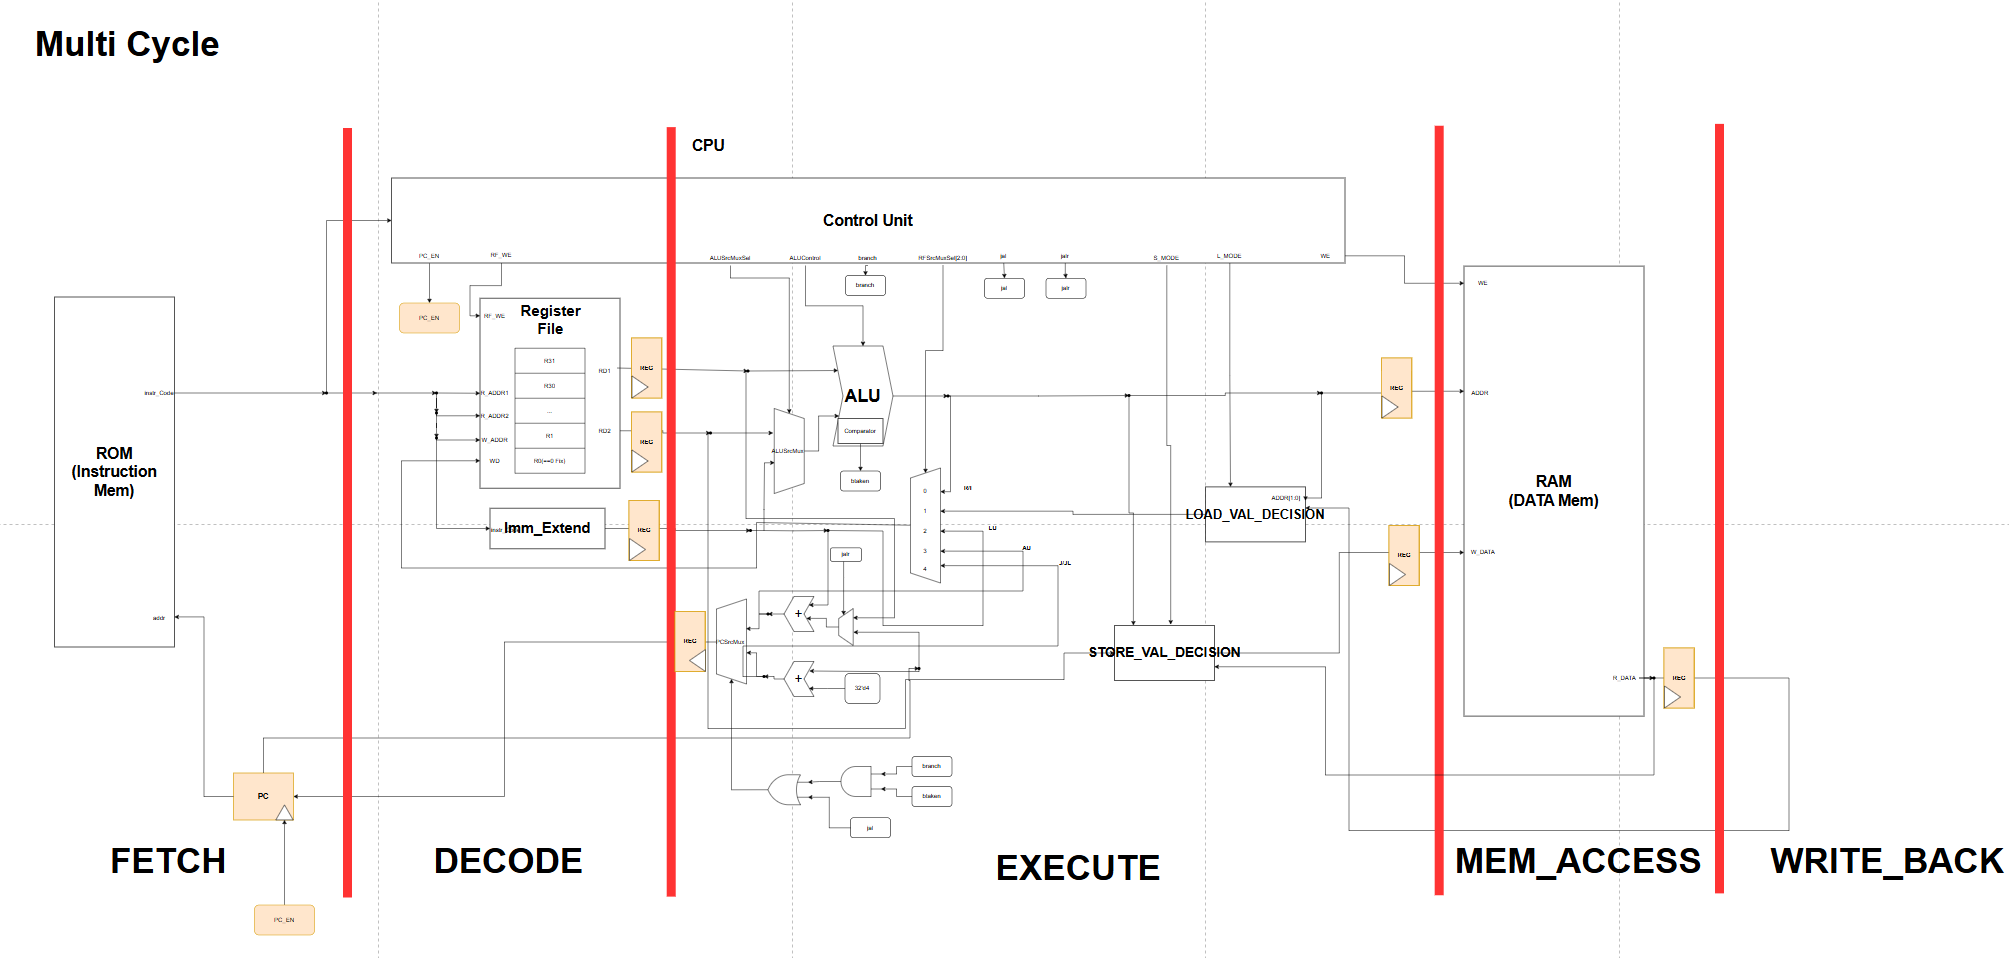 Multi Cycle
CPU
Control Unit
PC_EN
RF_WE
ALUSrcMuxSel
ALUControl
branch
RFSrcMuxSel[2:0]
jal
jalr
S_MODE
L_MODE
WE
branch
jal
jalr
PC_EN
RF_WE
Register
File
R31
R30
...
R1
R0(==0 Fix)
R_ADDR1
R_ADDR2
W_ADDR
WD
RD1
RD2
REG
REG
REG
instr
Imm_Extend
ROM
(Instruction
Mem)
instr_Code
addr
ALU
Comparator
btaken
ALUSrcMux
0
1
2
3
4
LU
AU
J/JL
jalr
+
+
32'd4
REG
PCSrcMux
ADDR[1:0]
LOAD_VAL_DECISION
STORE_VAL_DECISION
REG
REG
WE
ADDR
W_DATA
R_DATA
RAM
(DATA Mem)
REG
branch
btaken
jal
PC
PC_EN
FETCH
DECODE
EXECUTE
MEM_ACCESS
WRITE_BACK